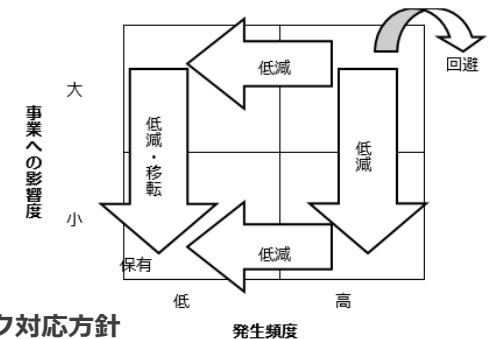 回避
低減
大
事業への影響度
低減・移転
低減
小
低減
保有
低
高
ク対応方針
発生頻度